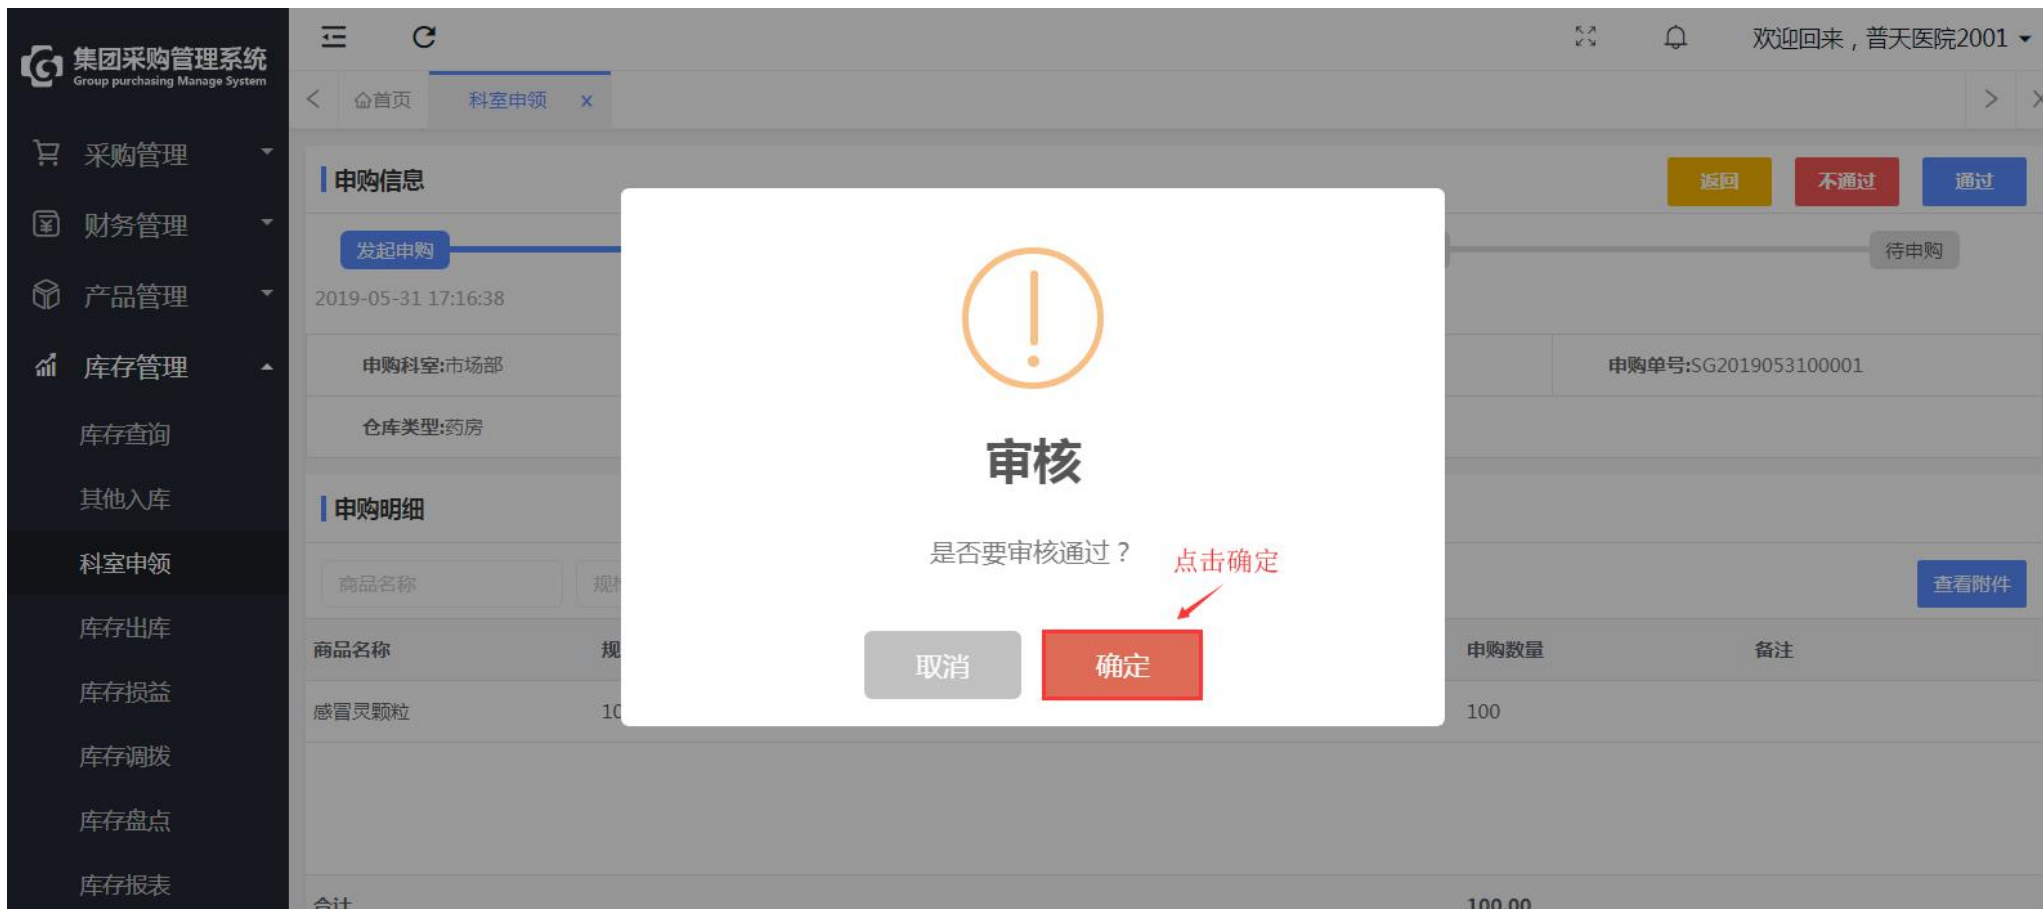 集团采购管理系统
Group purchasing Manage System
欢迎回来，普天医院2001
首页
科室申领
采购管理
财务管理
产品管理
库存管理
库存查询
其他入库
科室申领
库存出库
库存损益
库存调拨
库存盘点
库存报表
申购信息
返回
不通过
通过
发起申购
待申购
2019-05-31 17:16:38
申购科室:市场部
申购单号:SG2019053100001
仓库类型:药房
申购明细
商品名称
规
查看附件
商品名称
规
申购数量
备注
感冒灵颗粒
10
100
合计
100.00
审核
是否要审核通过？
点击确定
取消
确定